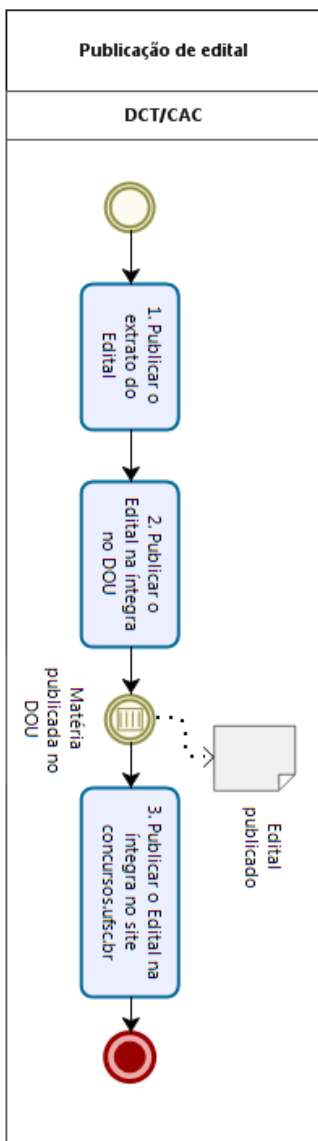 Publicação de edital
DCT/CAC
1. Publicar o
extrato do
Edital
2. Publicar o
Edital na íntegra
no DOU
Matéria
publicada no
DOU
Edital
publicado
3. Publicar o Edital na
íntegra no site
concursos.ufsc.br